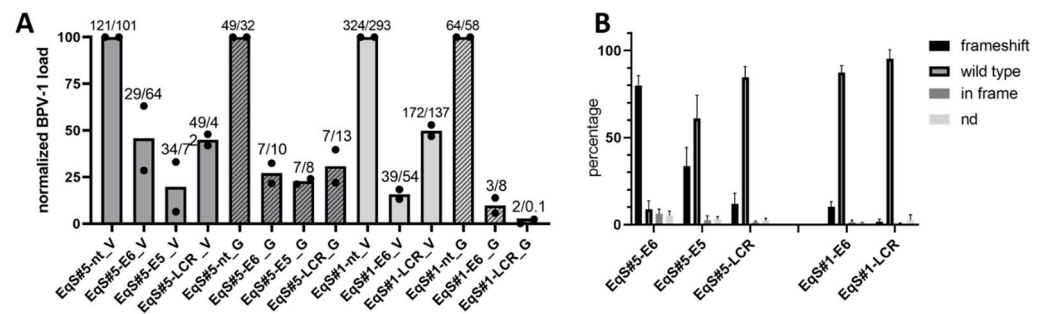 A
normalized BPV-1 load
100
75
50
25
0
121/101
29/64
34/7
49/4
2
49/32
7/10
7/8
7/13
324/293
39/54
172/137
64/58
3/8
2/0.1
EqS#5-nt_V
EqS#5-E6_V
EqS#5-E5_V
EqS#5-LCR_V
EqS#5-nt_G
EqS#5-E6_G
EqS#5-E5_G
EqS#5-LCR_G
EqS#1-nt_V
EqS#1-E6_V
EqS#1-LCR_V
EqS#1-nt_G
EqS#1-E6_G
EqS#1-LCR_G
B
percentage
100
50
0
EqS#5-E6
EqS#5-E5
EqS#5-LCR
EqS#1-E6
EqS#1-LCR
frameshift
wild type
in frame
nd